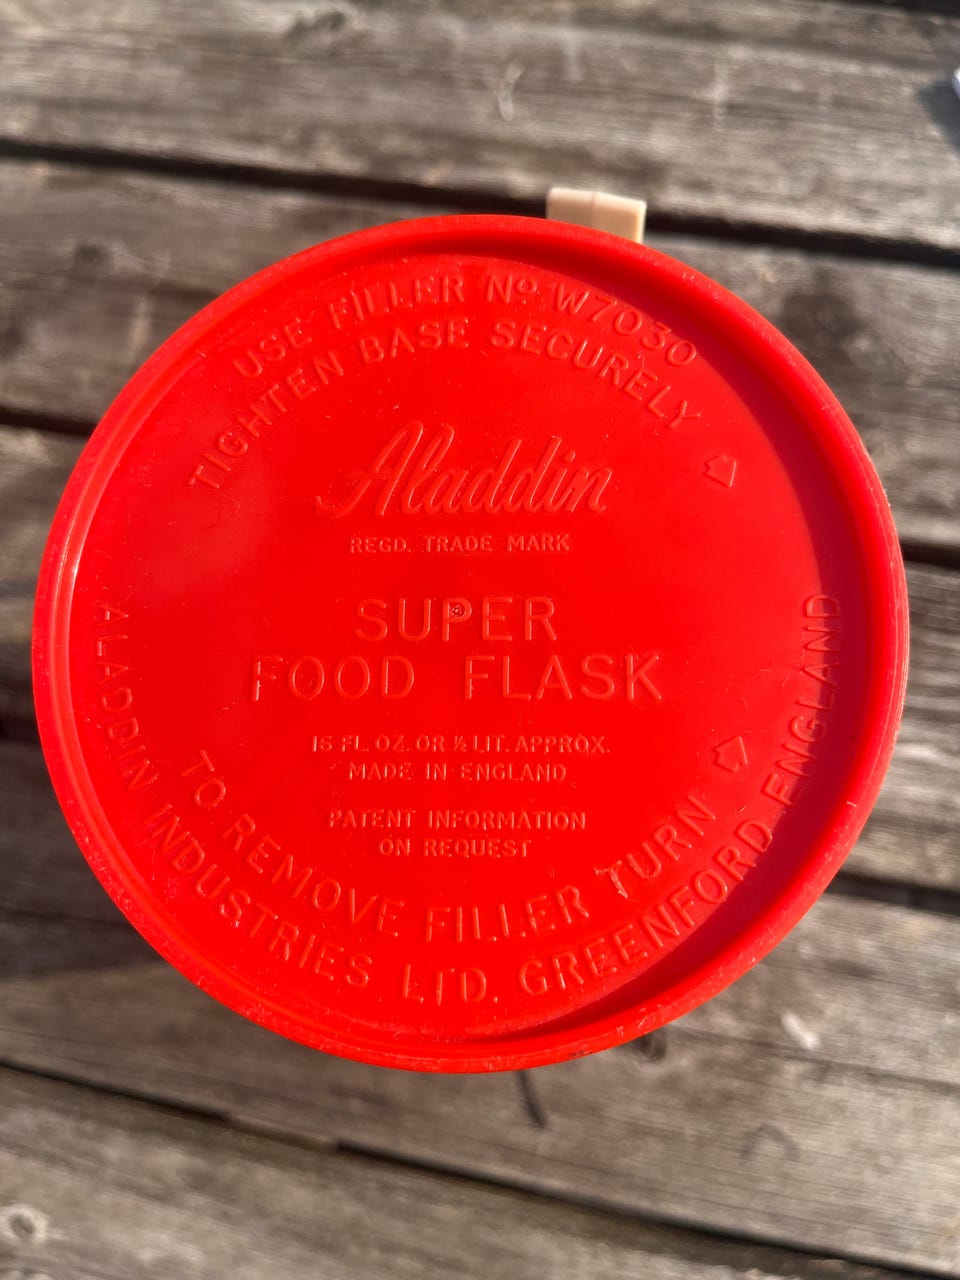 USE FILLER Nº W7030
TIGHTEN BASE SECURELY
Aladdin
REGD. TRADE MARK
SUPER
FOOD FLASK
15 FL. OZ. OR ½ LIT. APPROX.
MADE IN ENGLAND
PATENT INFORMATION
ON REQUEST
TO REMOVE FILLER TURN
ALADDIN INDUSTRIES LTD. GREENFORD ENGLAND